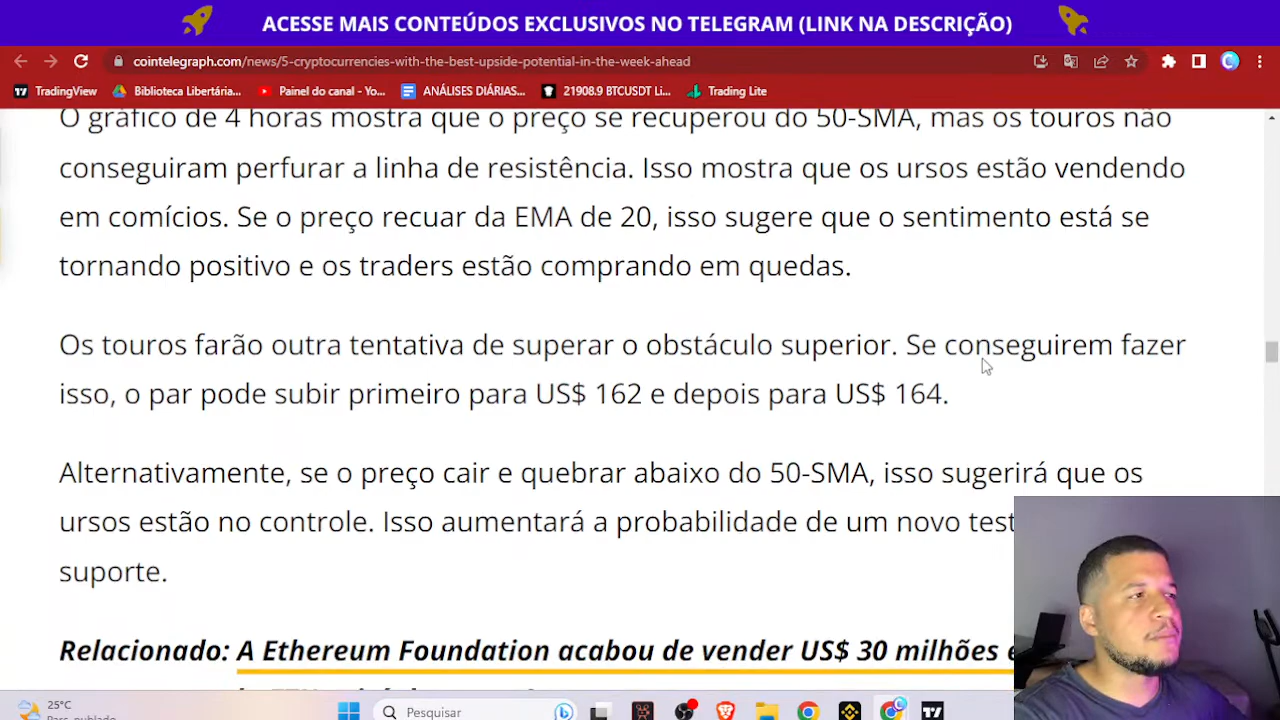 ACESSE MAIS CONTEÚDOS EXCLUSIVOS NO TELEGRAM (LINK NA DESCRIÇÃO)
cointelegraph.com/news/5-cryptocurrencies-with-the-best-upside-potential-in-the-week-ahead
TradingView Biblioteca Libertária... Painel do canal - Yo... ANÁLISES DIÁRIAS... 21908.9 BTCUSDT Li... Trading Lite
O gráfico de 4 horas mostra que o preço se recuperou do 50-SMA, mas os touros não
conseguiram perfurar a linha de resistência. Isso mostra que os ursos estão vendendo
em comícios. Se o preço recuar da EMA de 20, isso sugere que o sentimento está se
tornando positivo e os traders estão comprando em quedas.
Os touros farão outra tentativa de superar o obstáculo superior. Se conseguirem fazer
isso, o par pode subir primeiro para US$ 162 e depois para US$ 164.
Alternativamente, se o preço cair e quebrar abaixo do 50-SMA, isso sugerirá que os
ursos estão no controle. Isso aumentará a probabilidade de um novo test
suporte.
Relacionado: A Ethereum Foundation acabou de vender US$ 30 milhões e
25°C
Pesquisar